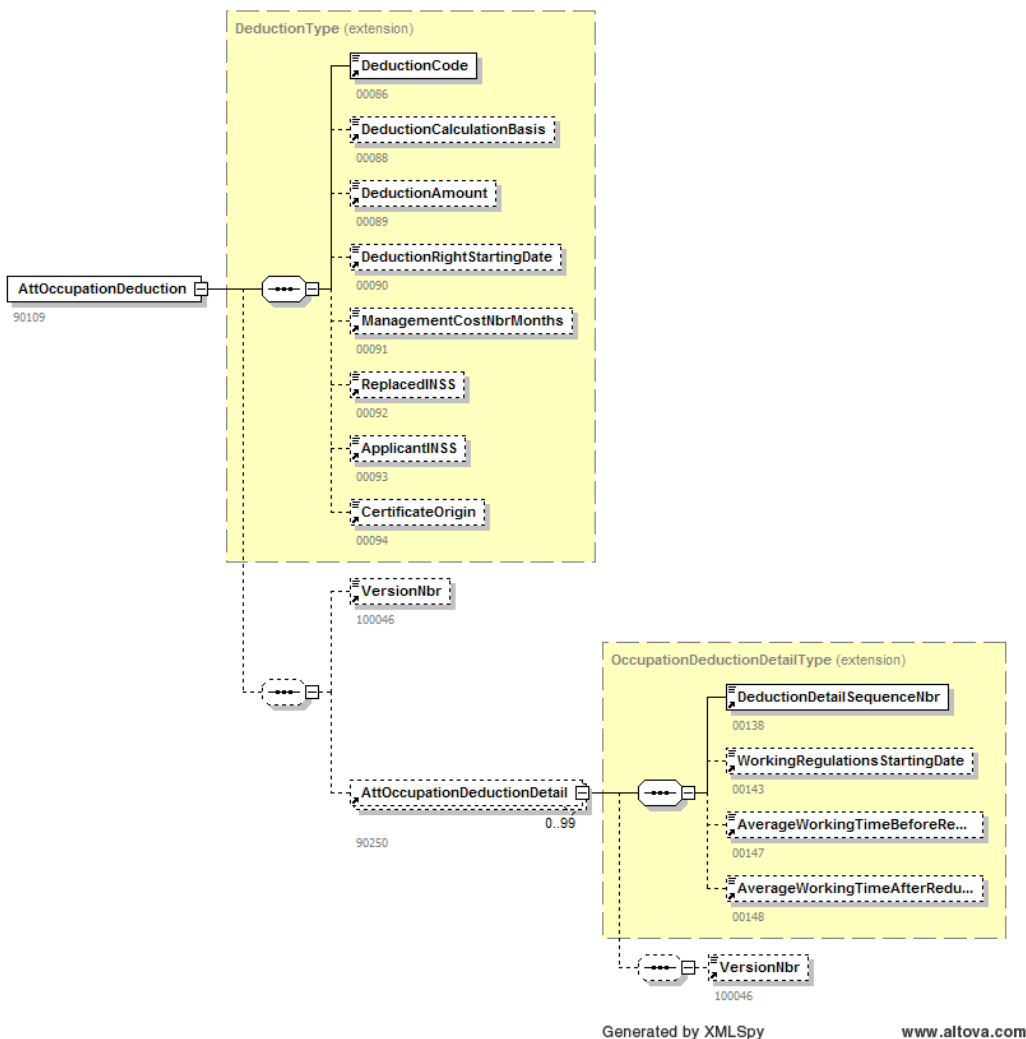 DeductionType (extension)
DeductionCode
00086
DeductionCalculationBasis
00088
DeductionAmount
00089
DeductionRightStartingDate
00090
AttOccupationDeduction
90109
ManagementCostNbrMonths
00091
ReplacedINSS
00092
ApplicantINSS
00093
CertificateOrigin
00094
VersionNbr
100046
OccupationDeductionDetailType (extension)
DeductionDetailSequenceNbr
00138
WorkingRegulationsStartingDate
00143
AttOccupationDeductionDetail
0..99
90250
AverageWorkingTimeBeforeRe...
00147
AverageWorkingTimeAfterRedu...
00148
VersionNbr
100046
Generated by XMLSpy www.altova.com